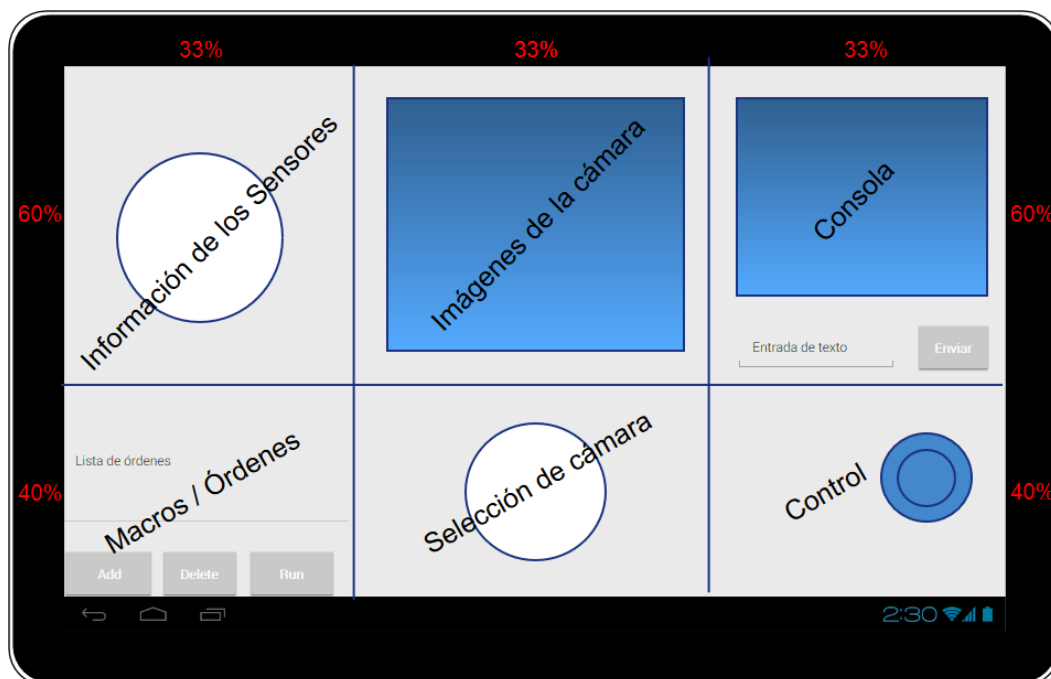 33%
33%
33%
60%
Información de los Sensores
Imágenes de la cámara
Consola
60%
Entrada de texto
Enviar
40%
Lista de órdenes
Macros / Órdenes
Add
Delete
Run
Selección de cámara
Control
40%
2:30